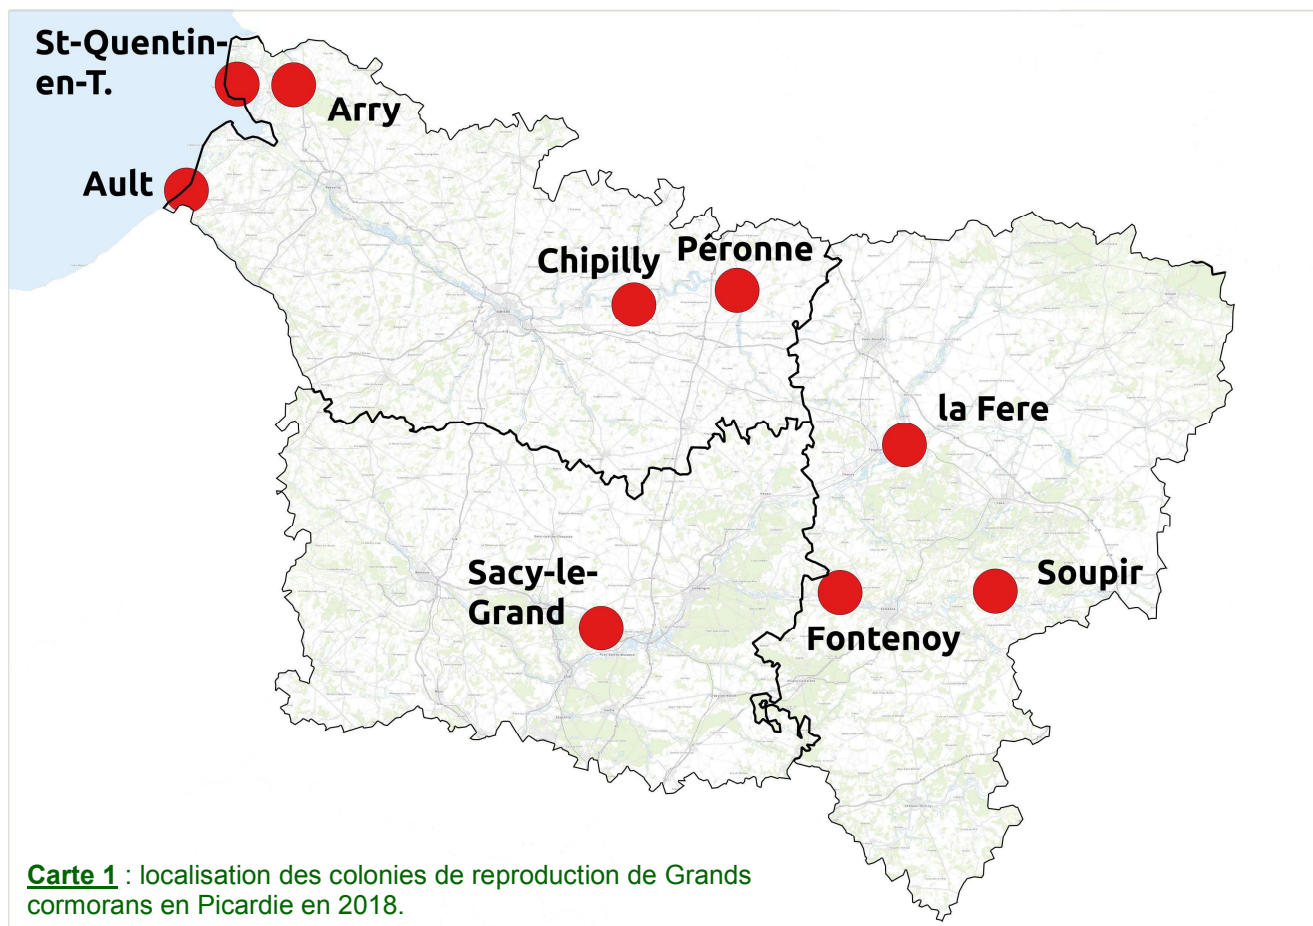 St-Quentin-
en-T.
Arry
Ault
Chipilly
Péronne
la Fere
Sacy-le-
Grand
Soupir
Fontenoy
Carte 1 : localisation des colonies de reproduction de Grands
cormorans en Picardie en 2018.